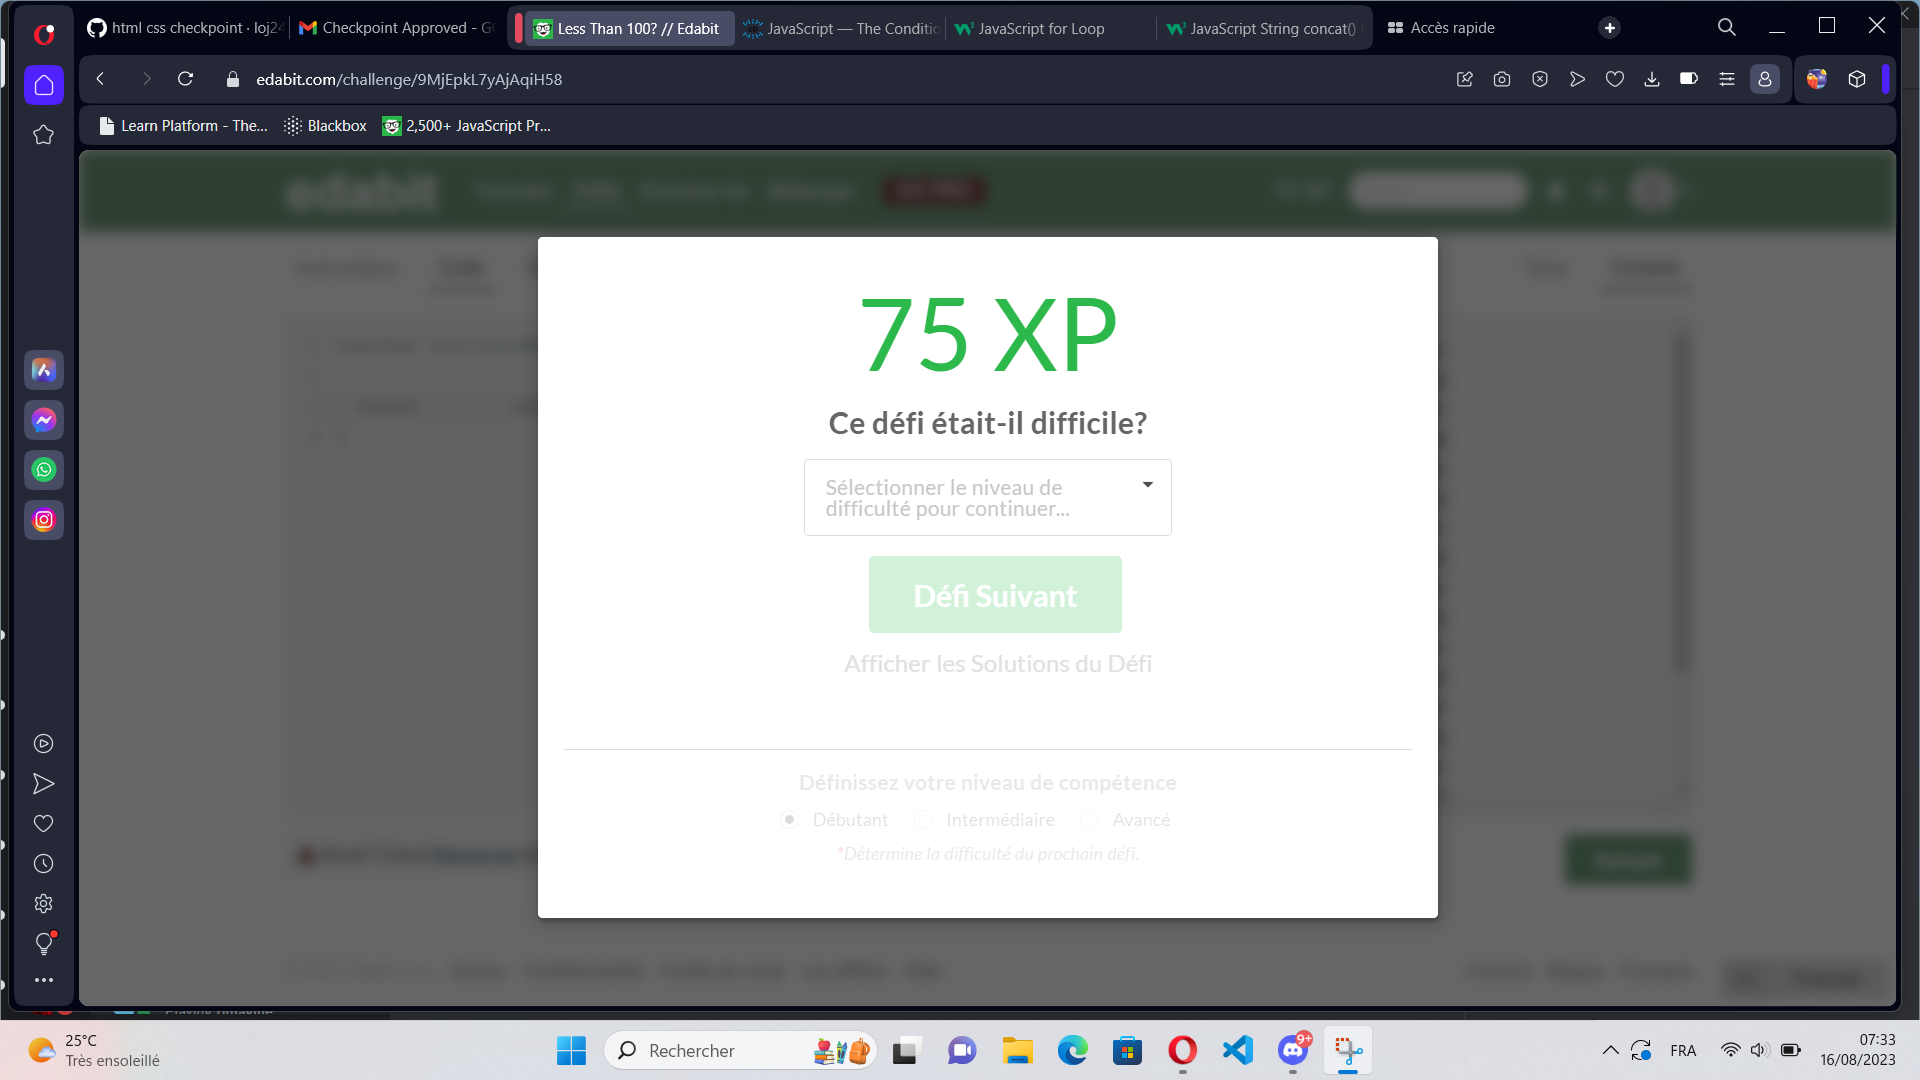 html css checkpoint · loj24
Checkpoint Approved - G
Less Than 100? // Edabit
JavaScript — The Conditio
JavaScript for Loop
JavaScript String concat()
Accès rapide
edabit.com/challenge/9MjEpkL7yAjAqiH58
Learn Platform - The...
Blackbox
2,500+ JavaScript Pr...
edabit
75 XP
Ce défi était-il difficile?
Sélectionner le niveau de
difficulté pour continuer...
Défi Suivant
Afficher les Solutions du Défi
Définissez votre niveau de compétence
Débutant
Intermédiaire
Avancé
*Détermine la difficulté du prochain défi.
25°C
Très ensoleillé
Rechercher
9+
FRA
07:33
16/08/2023